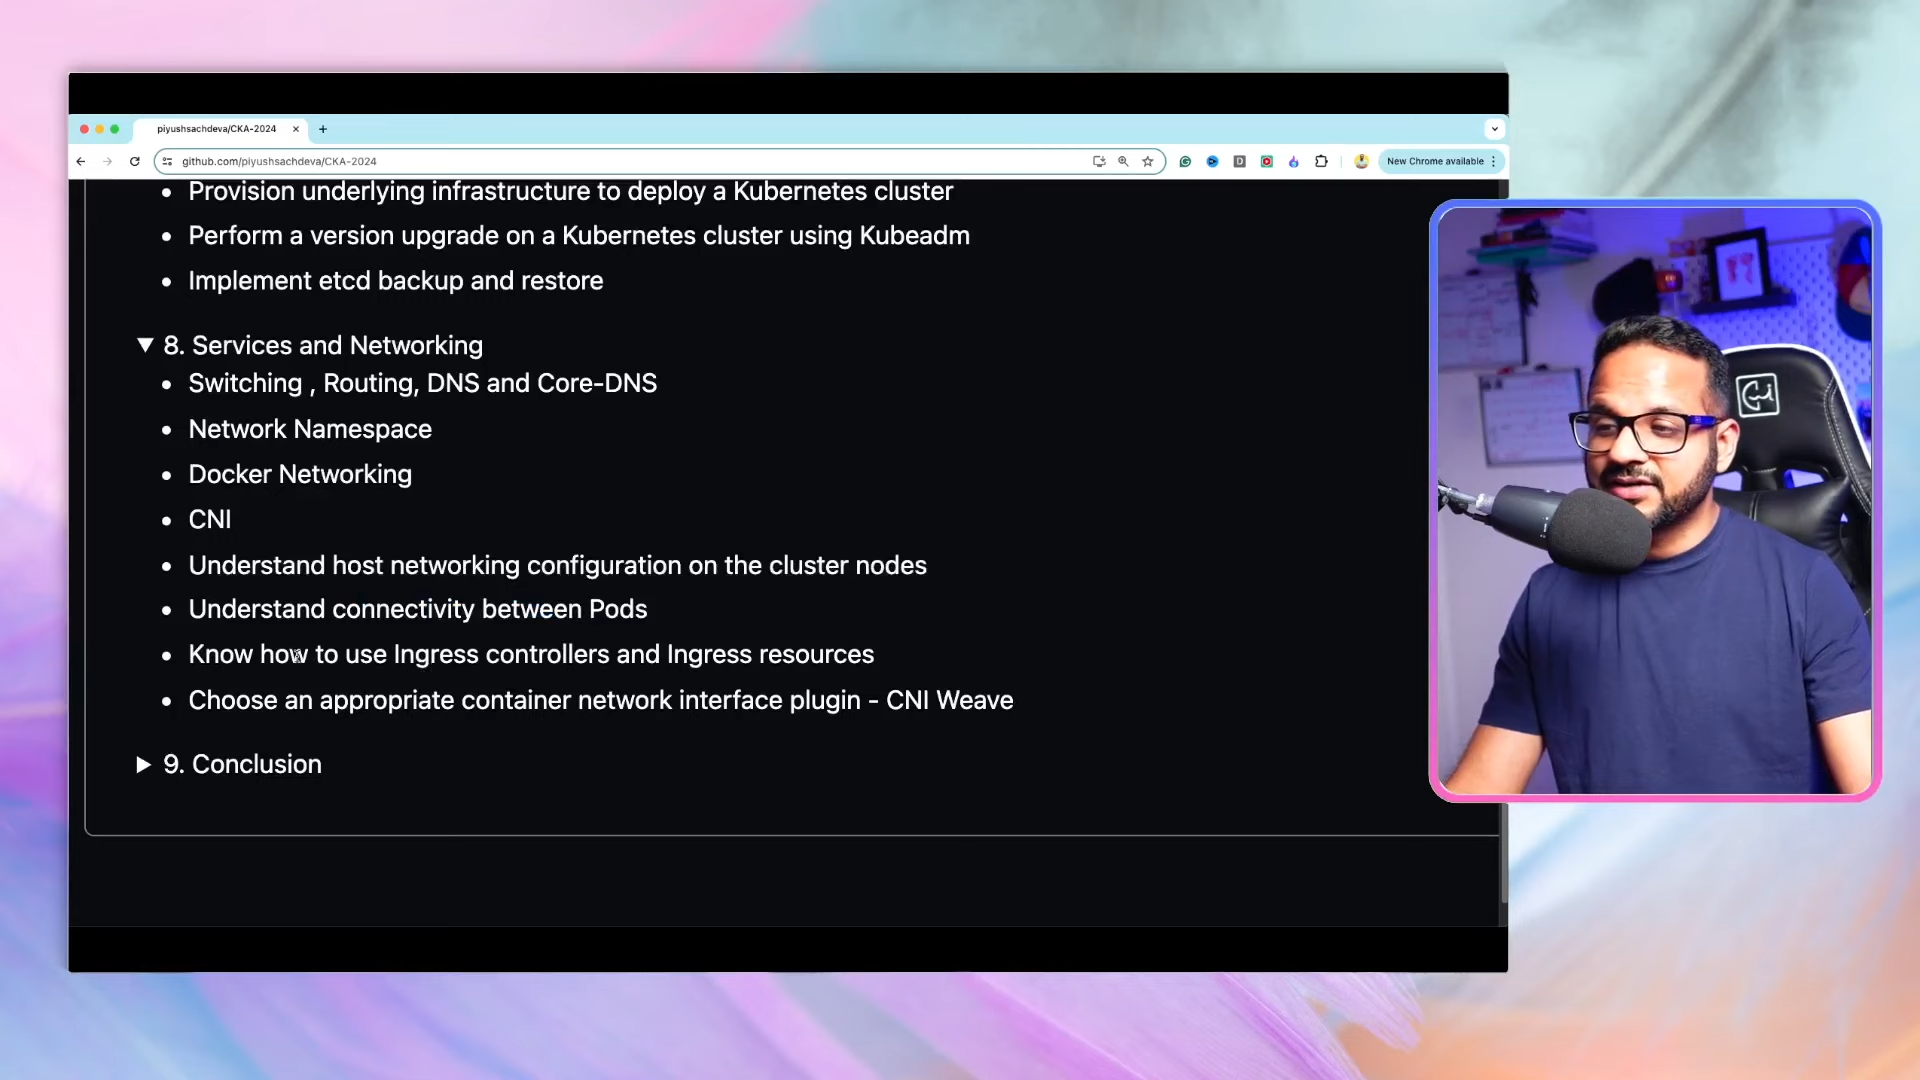 piyushsachdeva/CKA-2024
github.com/piyushsachdeva/CKA-2024
New Chrome available
Provision underlying infrastructure to deploy a Kubernetes cluster
Perform a version upgrade on a Kubernetes cluster using Kubeadm
Implement etcd backup and restore
8. Services and Networking
Switching , Routing, DNS and Core-DNS
Network Namespace
Docker Networking
CNI
Understand host networking configuration on the cluster nodes
Understand connectivity between Pods
Know how to use Ingress controllers and Ingress resources
Choose an appropriate container network interface plugin - CNI Weave
9. Conclusion